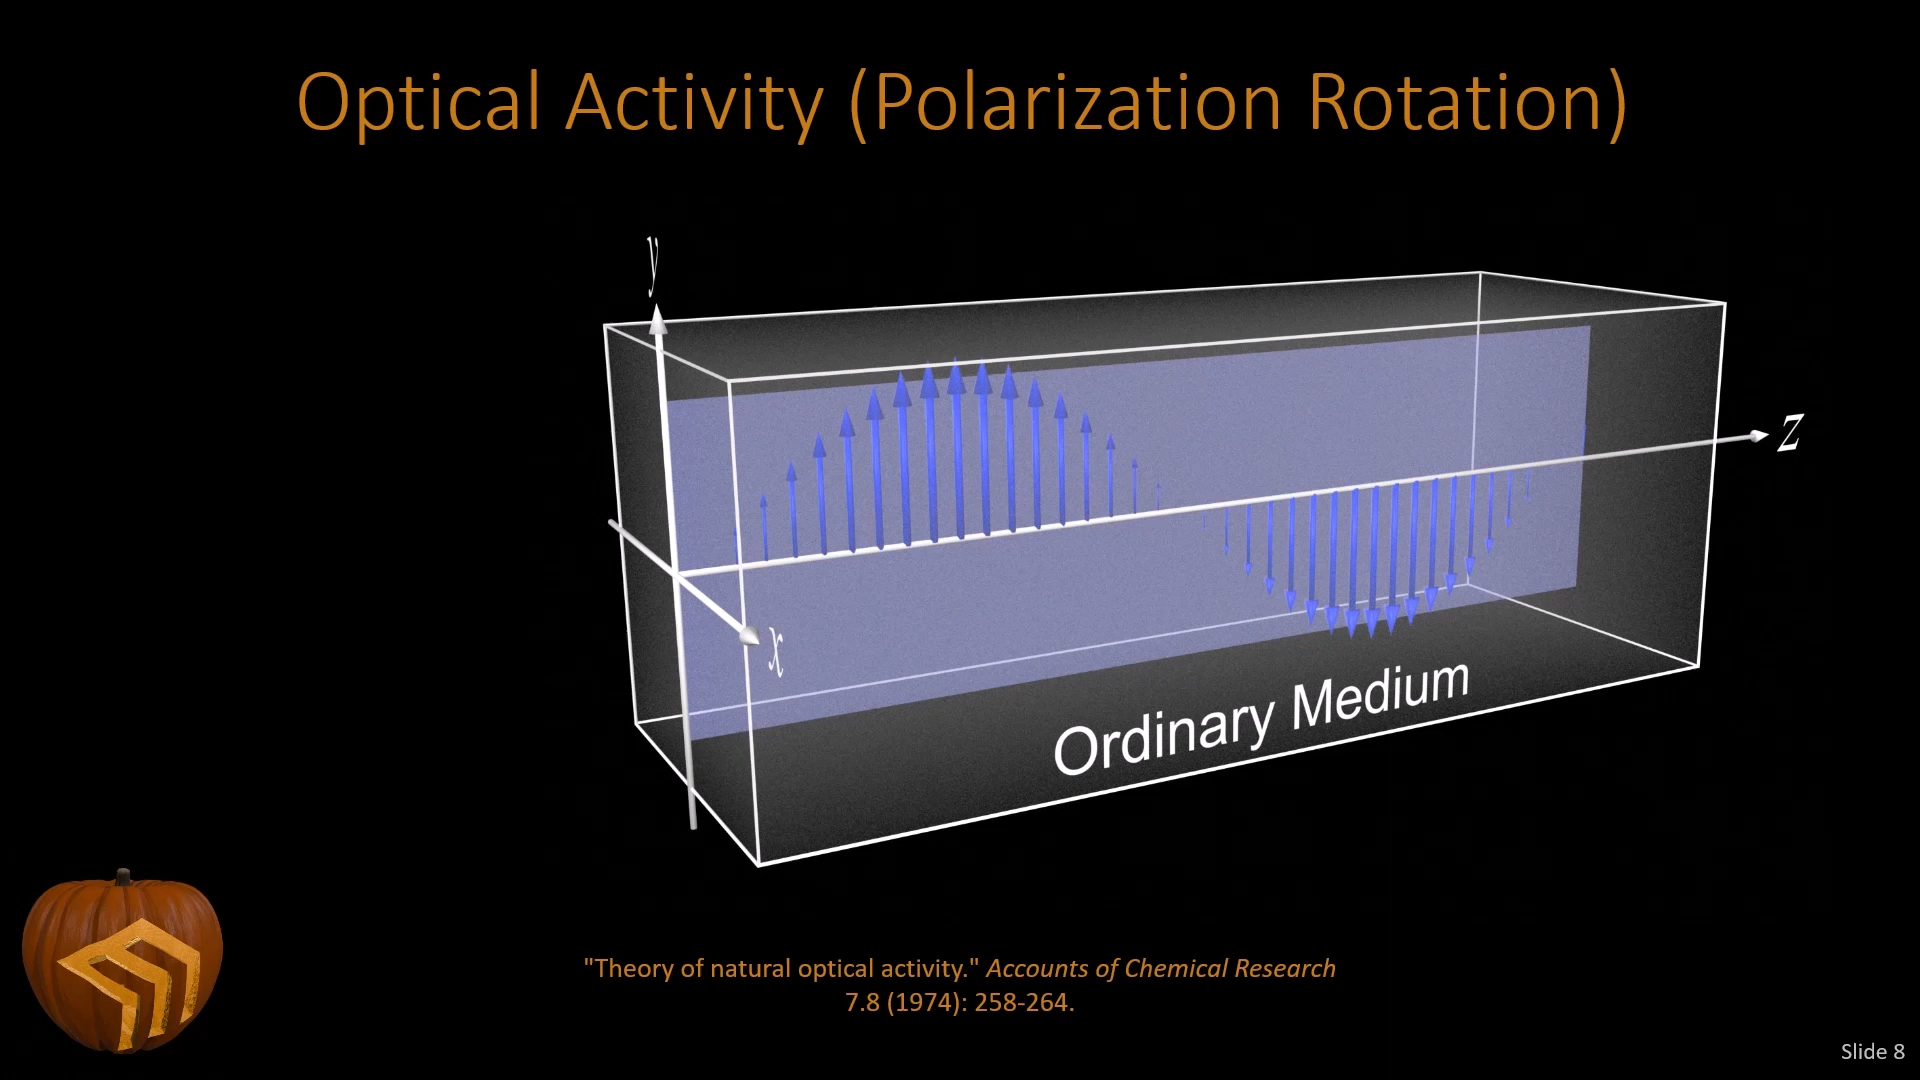 Optical Activity (Polarization Rotation)
y
z
x
Ordinary Medium
"Theory of natural optical activity." Accounts of Chemical Research
7.8 (1974): 258-264.
Slide 8